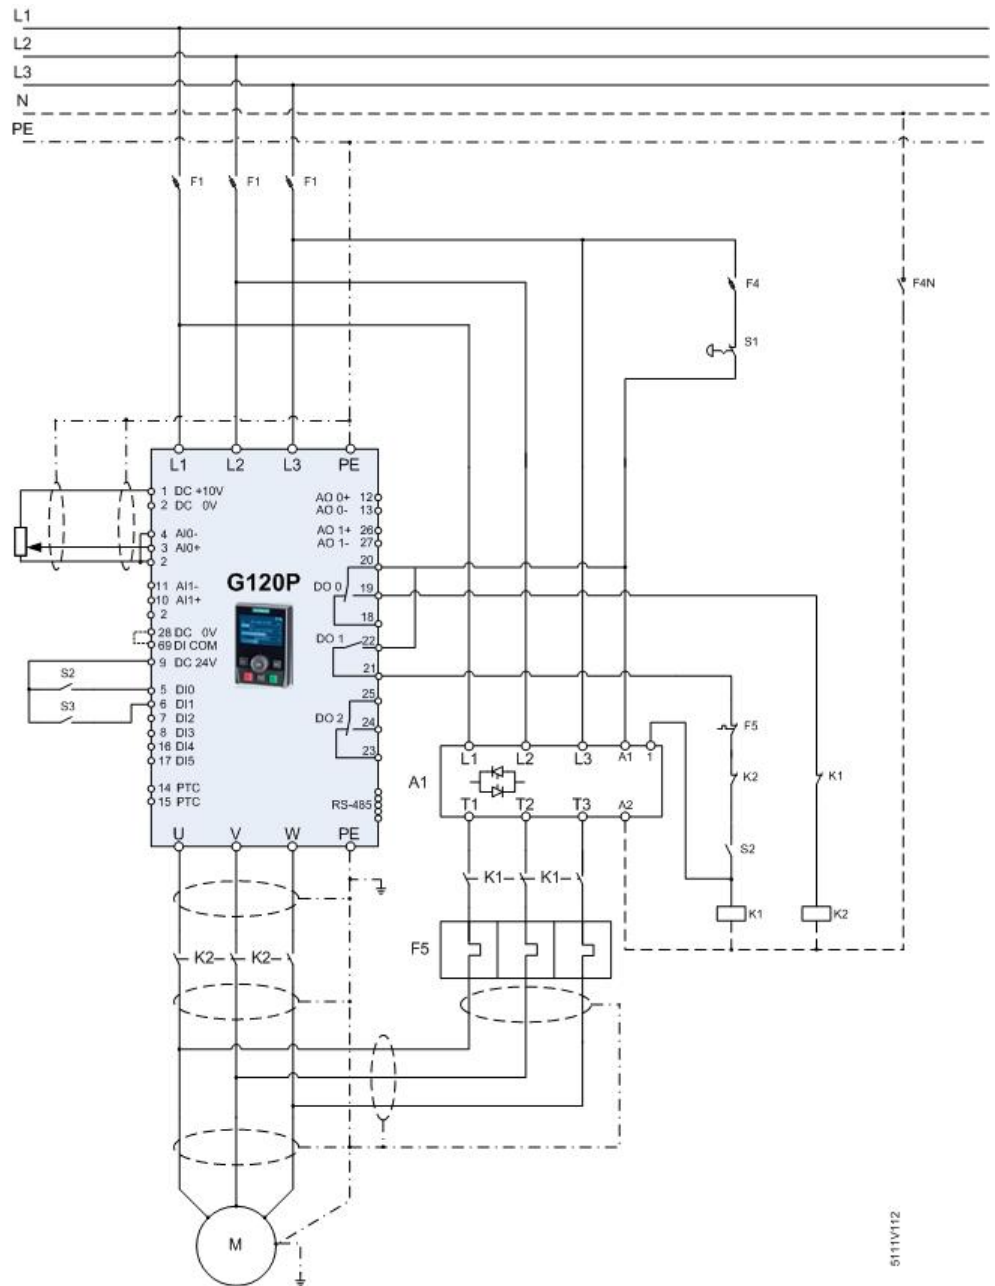 L1
L2
L3
N
PE
F1 F1 F1
F4 F4N
S1
L1 L2 L3 PE
1 DC +10V
2 DC 0V
4 AI0-
3 AI0+
2
11 AI1-
10 AI1+
2
28 DC 0V
69 DI COM
9 DC 24V
5 DI0
6 DI1
7 DI2
8 DI3
16 DI4
17 DI5
14 PTC
15 PTC
S2
S3
G120P
AO 0+ 12
AO 0- 13
AO 1+ 26
AO 1- 27
20
DO 0 19
18
DO 1 22
21
25
DO 2 24
23
RS-485
U V W PE
A1
L1 L2 L3 A1 1
T1 T2 T3 A2
F5
K2 K1
S2
K1 K1
K1 K2
F5
K2 K2
M
5111V112